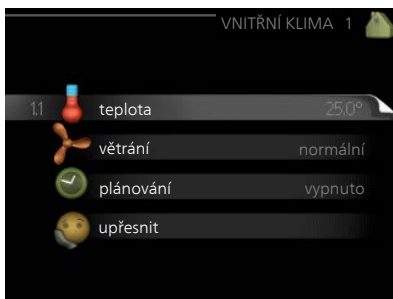 VNITŘNÍ KLIMA 1
1.1 teplota 25.0°
větrání normální
plánování vypnuto
upřesnit